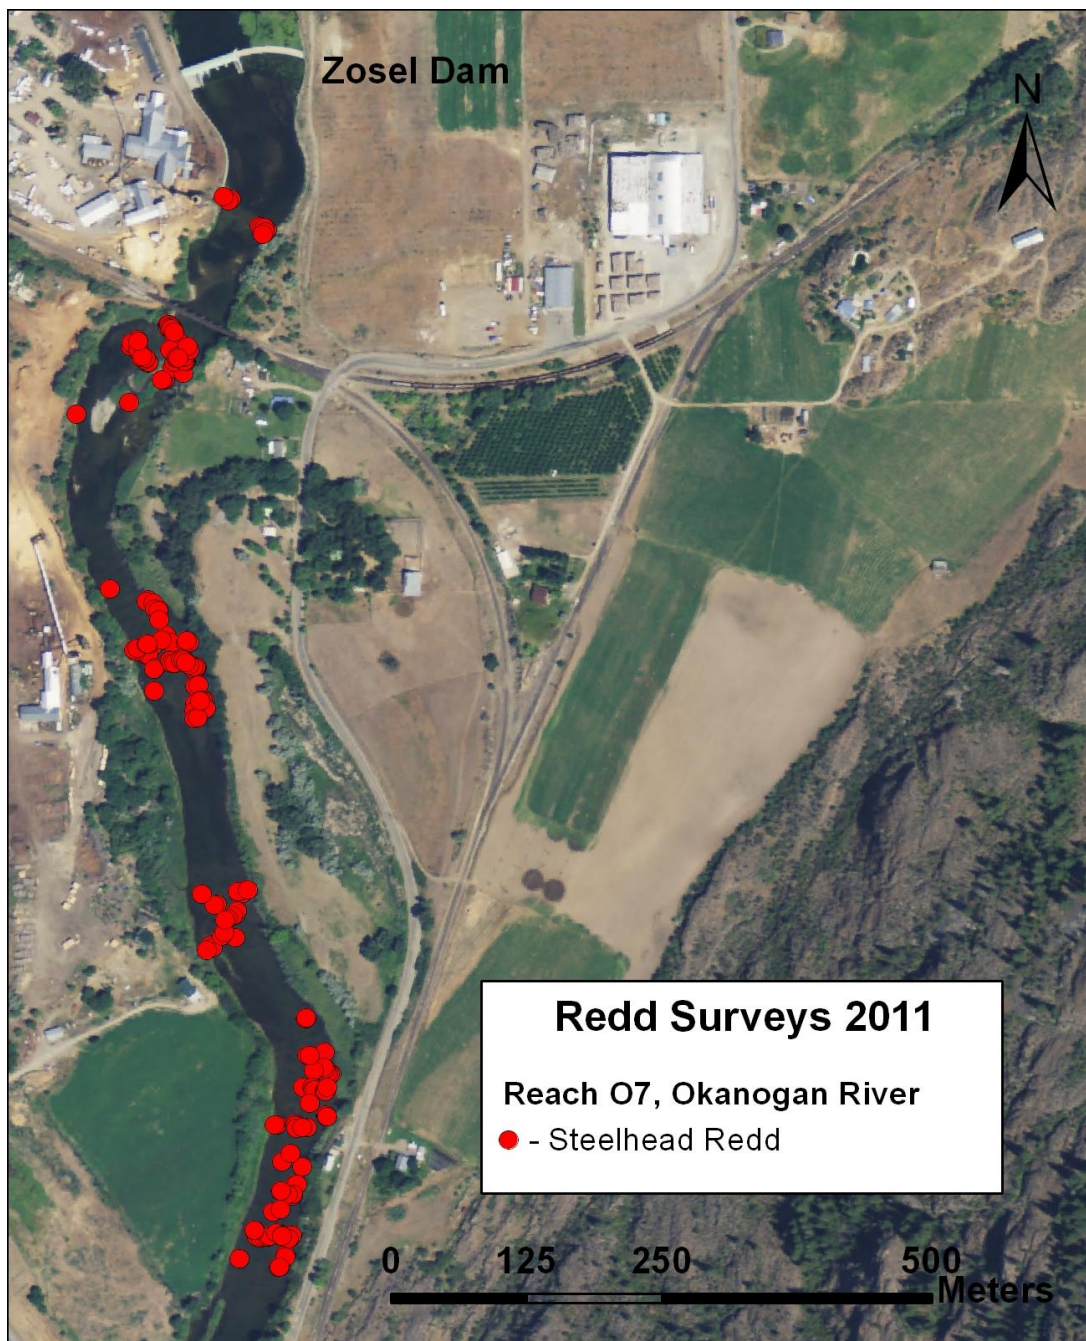 Zosel Dam
N
Redd Surveys 2011
Reach O7, Okanogan River
- Steelhead Redd
0 125 250 500
Meters